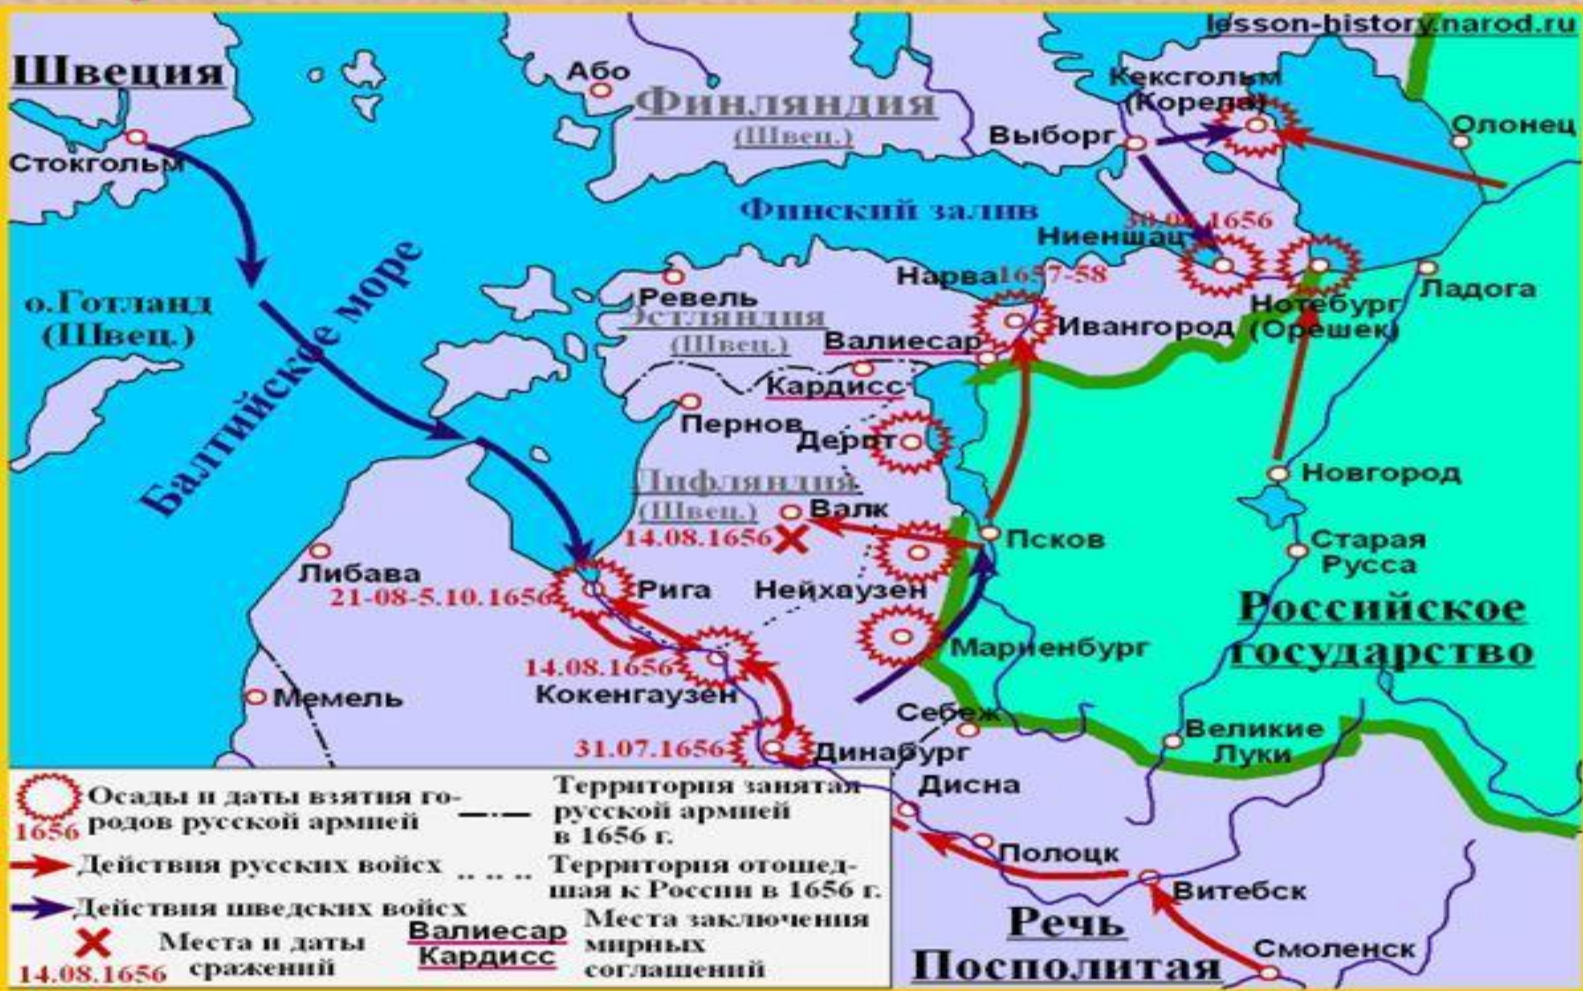 lesson-history.narod.ru
Швеция
Або
Финляндия
(Швец.)
Кексгольм
(Корела)
Выборг
Олонец
Стокгольм
Финский залив
1656
Ниеншац
о.Готланд
(Швец.)
Балтийское море
Ревель
Эстляндия
(Швец.)
Нарва
1657-58
Ивангород
Нотебург
(Орешек)
Ладога
Валиесар
Кардисс
Пернов
Дерпт
Лифляндия
(Швец.)
Валк
14.08.1656
Новгород
Псков
Старая
Русса
Либава
21-08-5.10.1656
Рига
Нейхаузен
Российское
государство
Мариенбург
14.08.1656
Кокенгаузен
Мемель
Себеж
Великие
Луки
31.07.1656
Динабург
Дисна
Полоцк
Витебск
Речь
Посполитая
Смоленск
Осады и даты взятия го-
родов русской армией
1656
Действия русских войсх
Действия шведских войсх
Места и даты
сражений
14.08.1656
Территория занятая
русской армией
в 1656 г.
Территория отошед-
шая к России в 1656 г.
Валиесар
Кардисс
Места заключения
мирных
соглашений